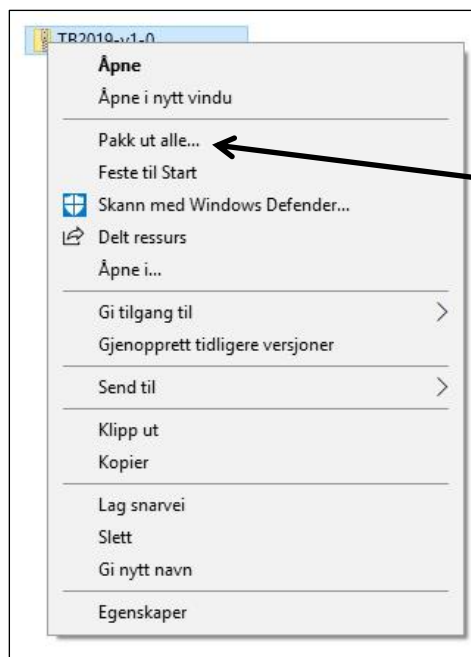 TB2019-v1-0
Åpne
Åpne i nytt vindu
Pakk ut alle...
Feste til Start
Skann med Windows Defender...
Delt ressurs
Åpne i...
Gi tilgang til
Gjenopprett tidligere versjoner
Send til
Klipp ut
Kopier
Lag snarvei
Slett
Gi nytt navn
Egenskaper